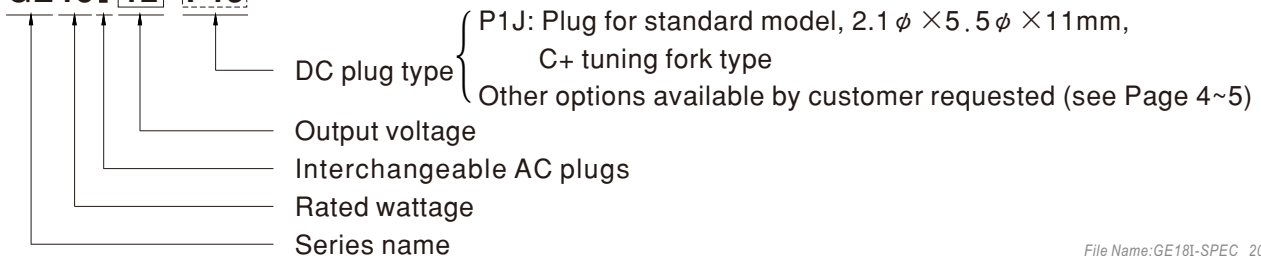 P1J: Plug for standard model, 2.1φ×5.5φ×11mm,
C+ tuning fork type
DC plug type
Other options available by customer requested (see Page 4~5)
Output voltage
Interchangeable AC plugs
Rated wattage
Series name
File Name:GE18I-SPEC 20